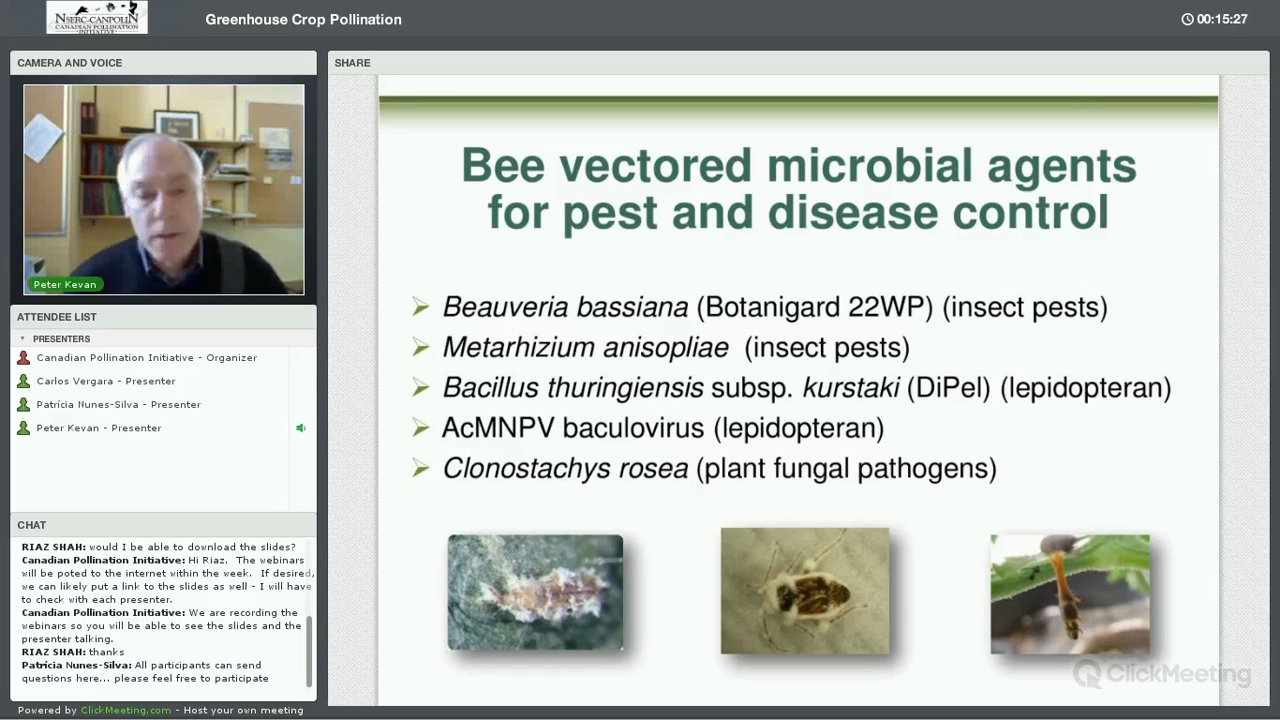 NSERC-CANPOLIN
CANADIAN POLLINATION
INITIATIVE
Greenhouse Crop Pollination
00:15:27
CAMERA AND VOICE
Peter Kevan
ATTENDEE LIST
PRESENTERS
Canadian Pollination Initiative - Organizer
Carlos Vergara - Presenter
Patrícia Nunes-Silva - Presenter
Peter Kevan - Presenter
CHAT
RIAZ SHAH: would I be able to download the slides?
Canadian Pollination Initiative: Hi Riaz. The webinars
will be poted to the internet within the week. If desired,
we can likely put a link to the slides as well - I will have
to check with each presenter.
Canadian Pollination Initiative: We are recording the
webinars so you will be able to see the slides and the
presenter talking.
RIAZ SHAH: thanks
Patrícia Nunes-Silva: All participants can send
questions here... please feel free to participate
Powered by ClickMeeting.com - Host your own meeting
SHARE
Bee vectored microbial agents
for pest and disease control
Beauveria bassiana (Botanigard 22WP) (insect pests)
Metarhizium anisopliae (insect pests)
Bacillus thuringiensis subsp. kurstaki (DiPel) (lepidopteran)
AcMNPV baculovirus (lepidopteran)
Clonostachys rosea (plant fungal pathogens)
ClickMeeting